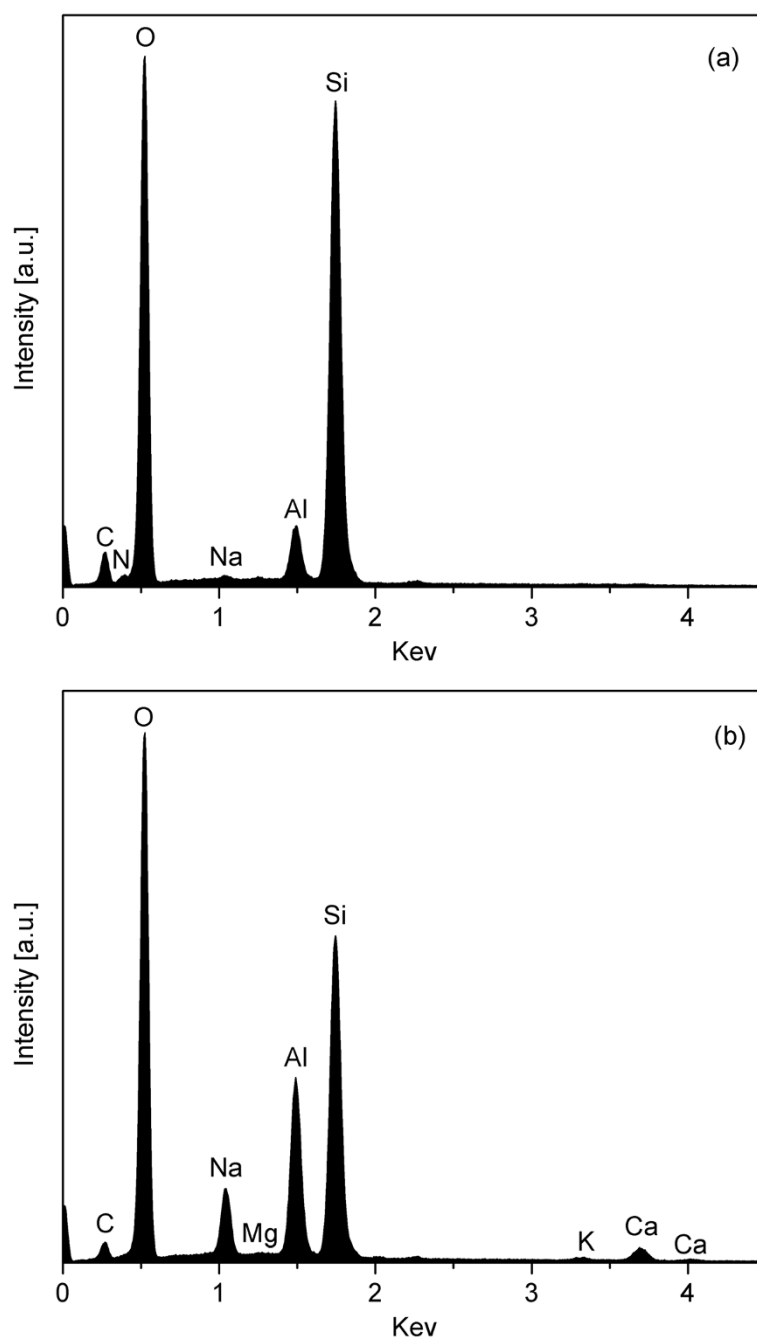 O
(a)
Si
Intensity [a.u.]
Al
C
N
Na
0 1 2 3 4
Kev
O
(b)
Si
Intensity [a.u.]
Al
Na
C
Mg
K
Ca
Ca
0 1 2 3 4
Kev